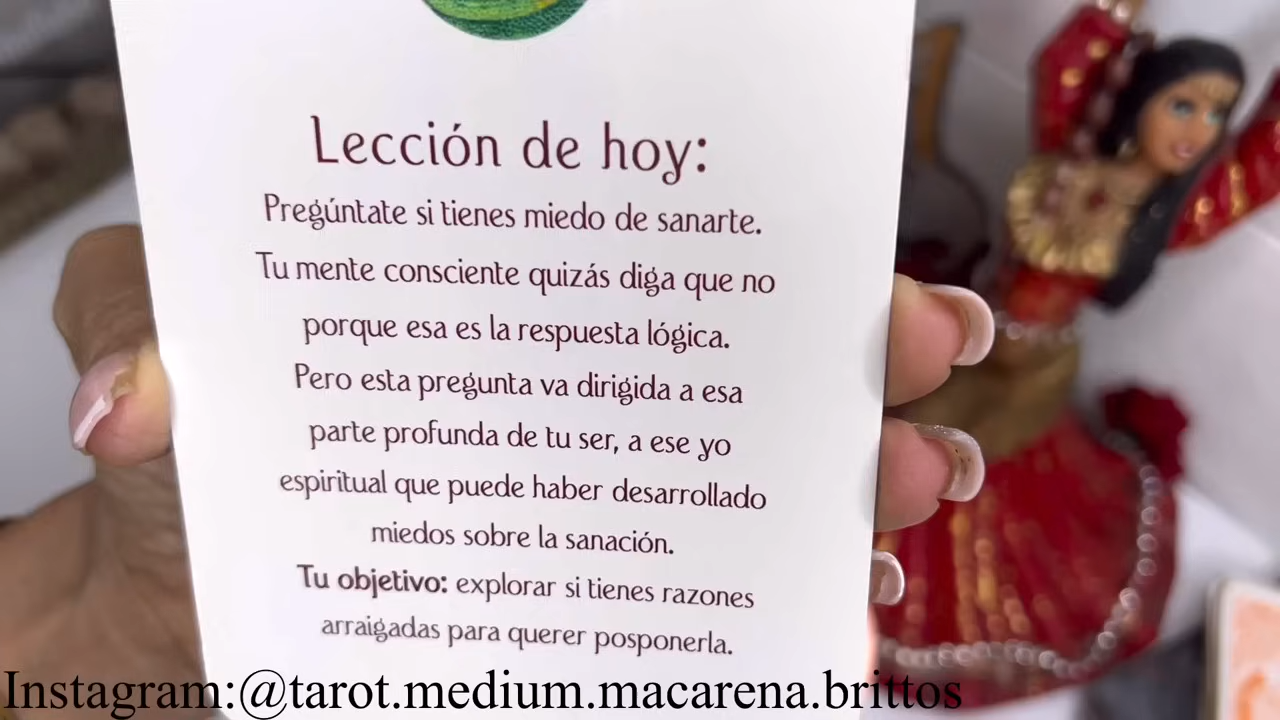 Lección de hoy:
Pregúntate si tienes miedo de sanarte.
Tu mente consciente quizás diga que no
porque esa es la respuesta lógica.
Pero esta pregunta va dirigida a esa
parte profunda de tu ser, a ese yo
espiritual que puede haber desarrollado
miedos sobre la sanación.
Tu objetivo: explorar si tienes razones
arraigadas para querer posponerla.
Instagram:@tarot.medium.macarena.brittos